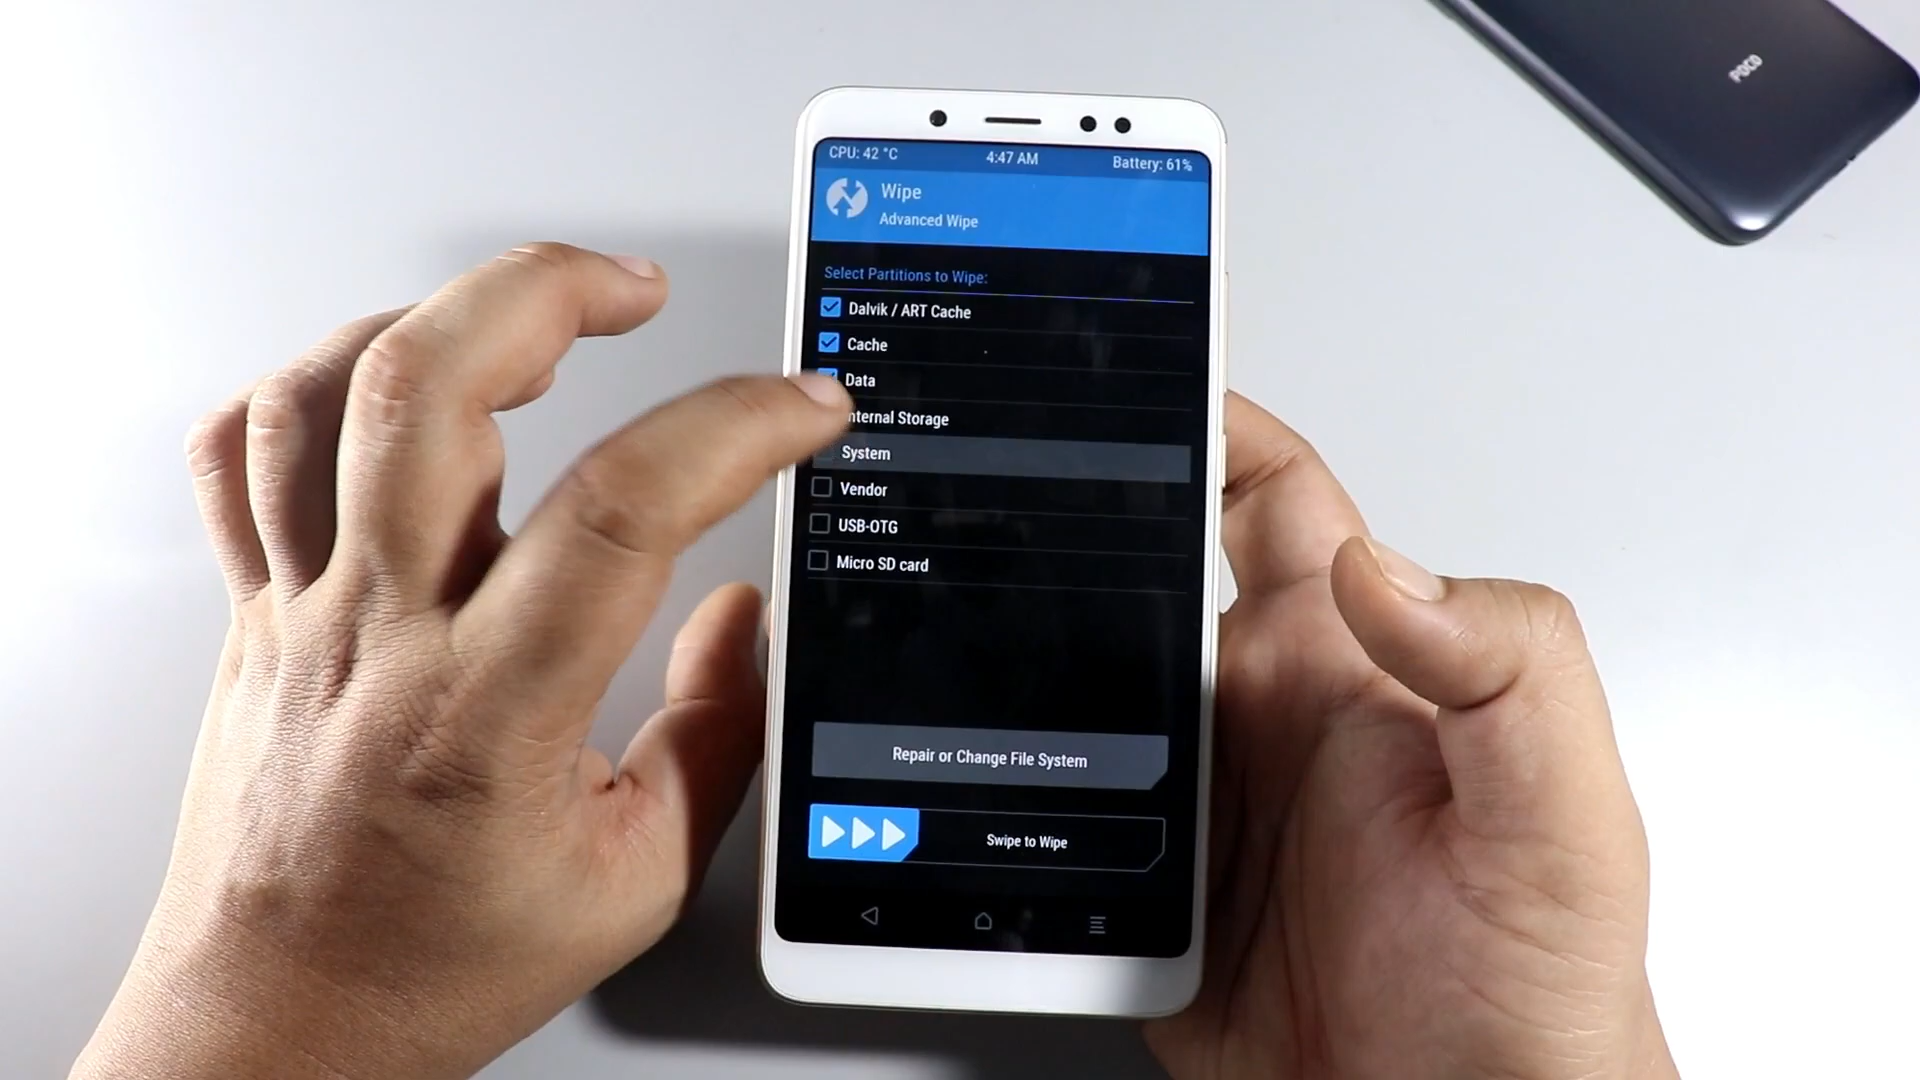 CPU: 42 °C 4:47 AM Battery: 61%
Wipe
Advanced Wipe
Select Partitions to Wipe:
Dalvik / ART Cache
Cache
Data
nternal Storage
System
Vendor
USB-OTG
Micro SD card
Repair or Change File System
Swipe to Wipe
POCO